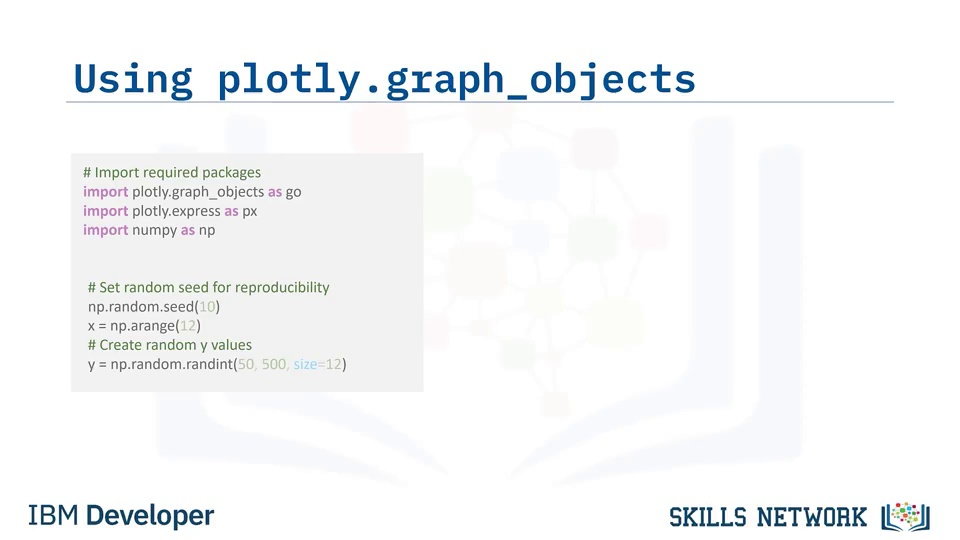 Using plotly.graph_objects
# Import required packages
import plotly.graph_objects as go
import plotly.express as px
import numpy as np
# Set random seed for reproducibility
np.random.seed(10)
x = np.arange(12)
# Create random y values
y = np.random.randint(50, 500, size=12)
IBM Developer
SKILLS NETWORK